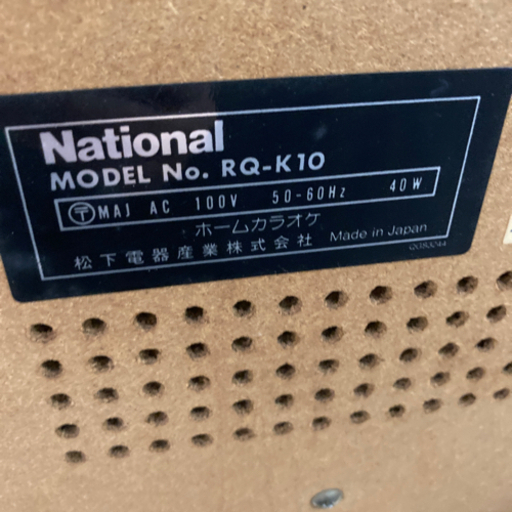 National
MODEL No. RQ-K10
〒 MAJ AC 100V 50-60Hz 40W
ホームカラオケ
松下電器産業株式会社 Made in Japan